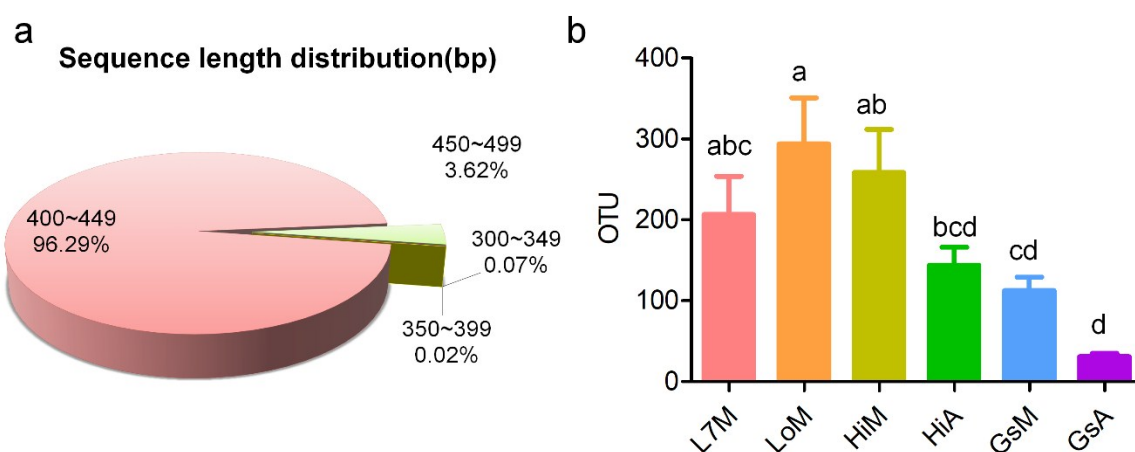 a
Sequence length distribution(bp)
450~499
3.62%
400~449
96.29%
300~349
0.07%
350~399
0.02%
b
400
300
200
100
0
OTU
abc
a
ab
bcd
cd
d
L7M
LoM
HiM
HiA
GsM
GsA